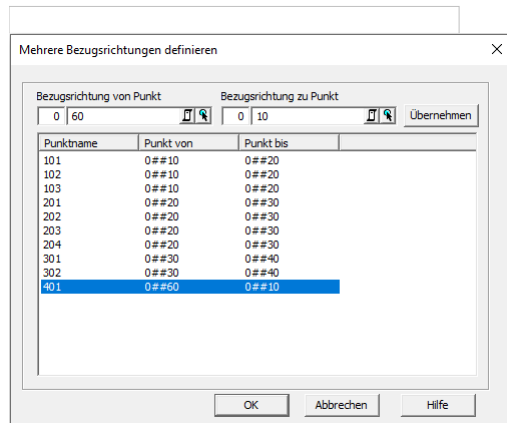 Mehrere Bezugsrichtungen definieren
Bezugsrichtung von Punkt Bezugsrichtung zu Punkt
0 60 0 10 Übernehmen
Punktname Punkt von Punkt bis
101 0##10 0##20
102 0##10 0##20
103 0##10 0##20
201 0##20 0##30
202 0##20 0##30
203 0##20 0##30
204 0##20 0##30
301 0##30 0##40
302 0##30 0##40
401 0##60 0##10
OK Abbrechen Hilfe